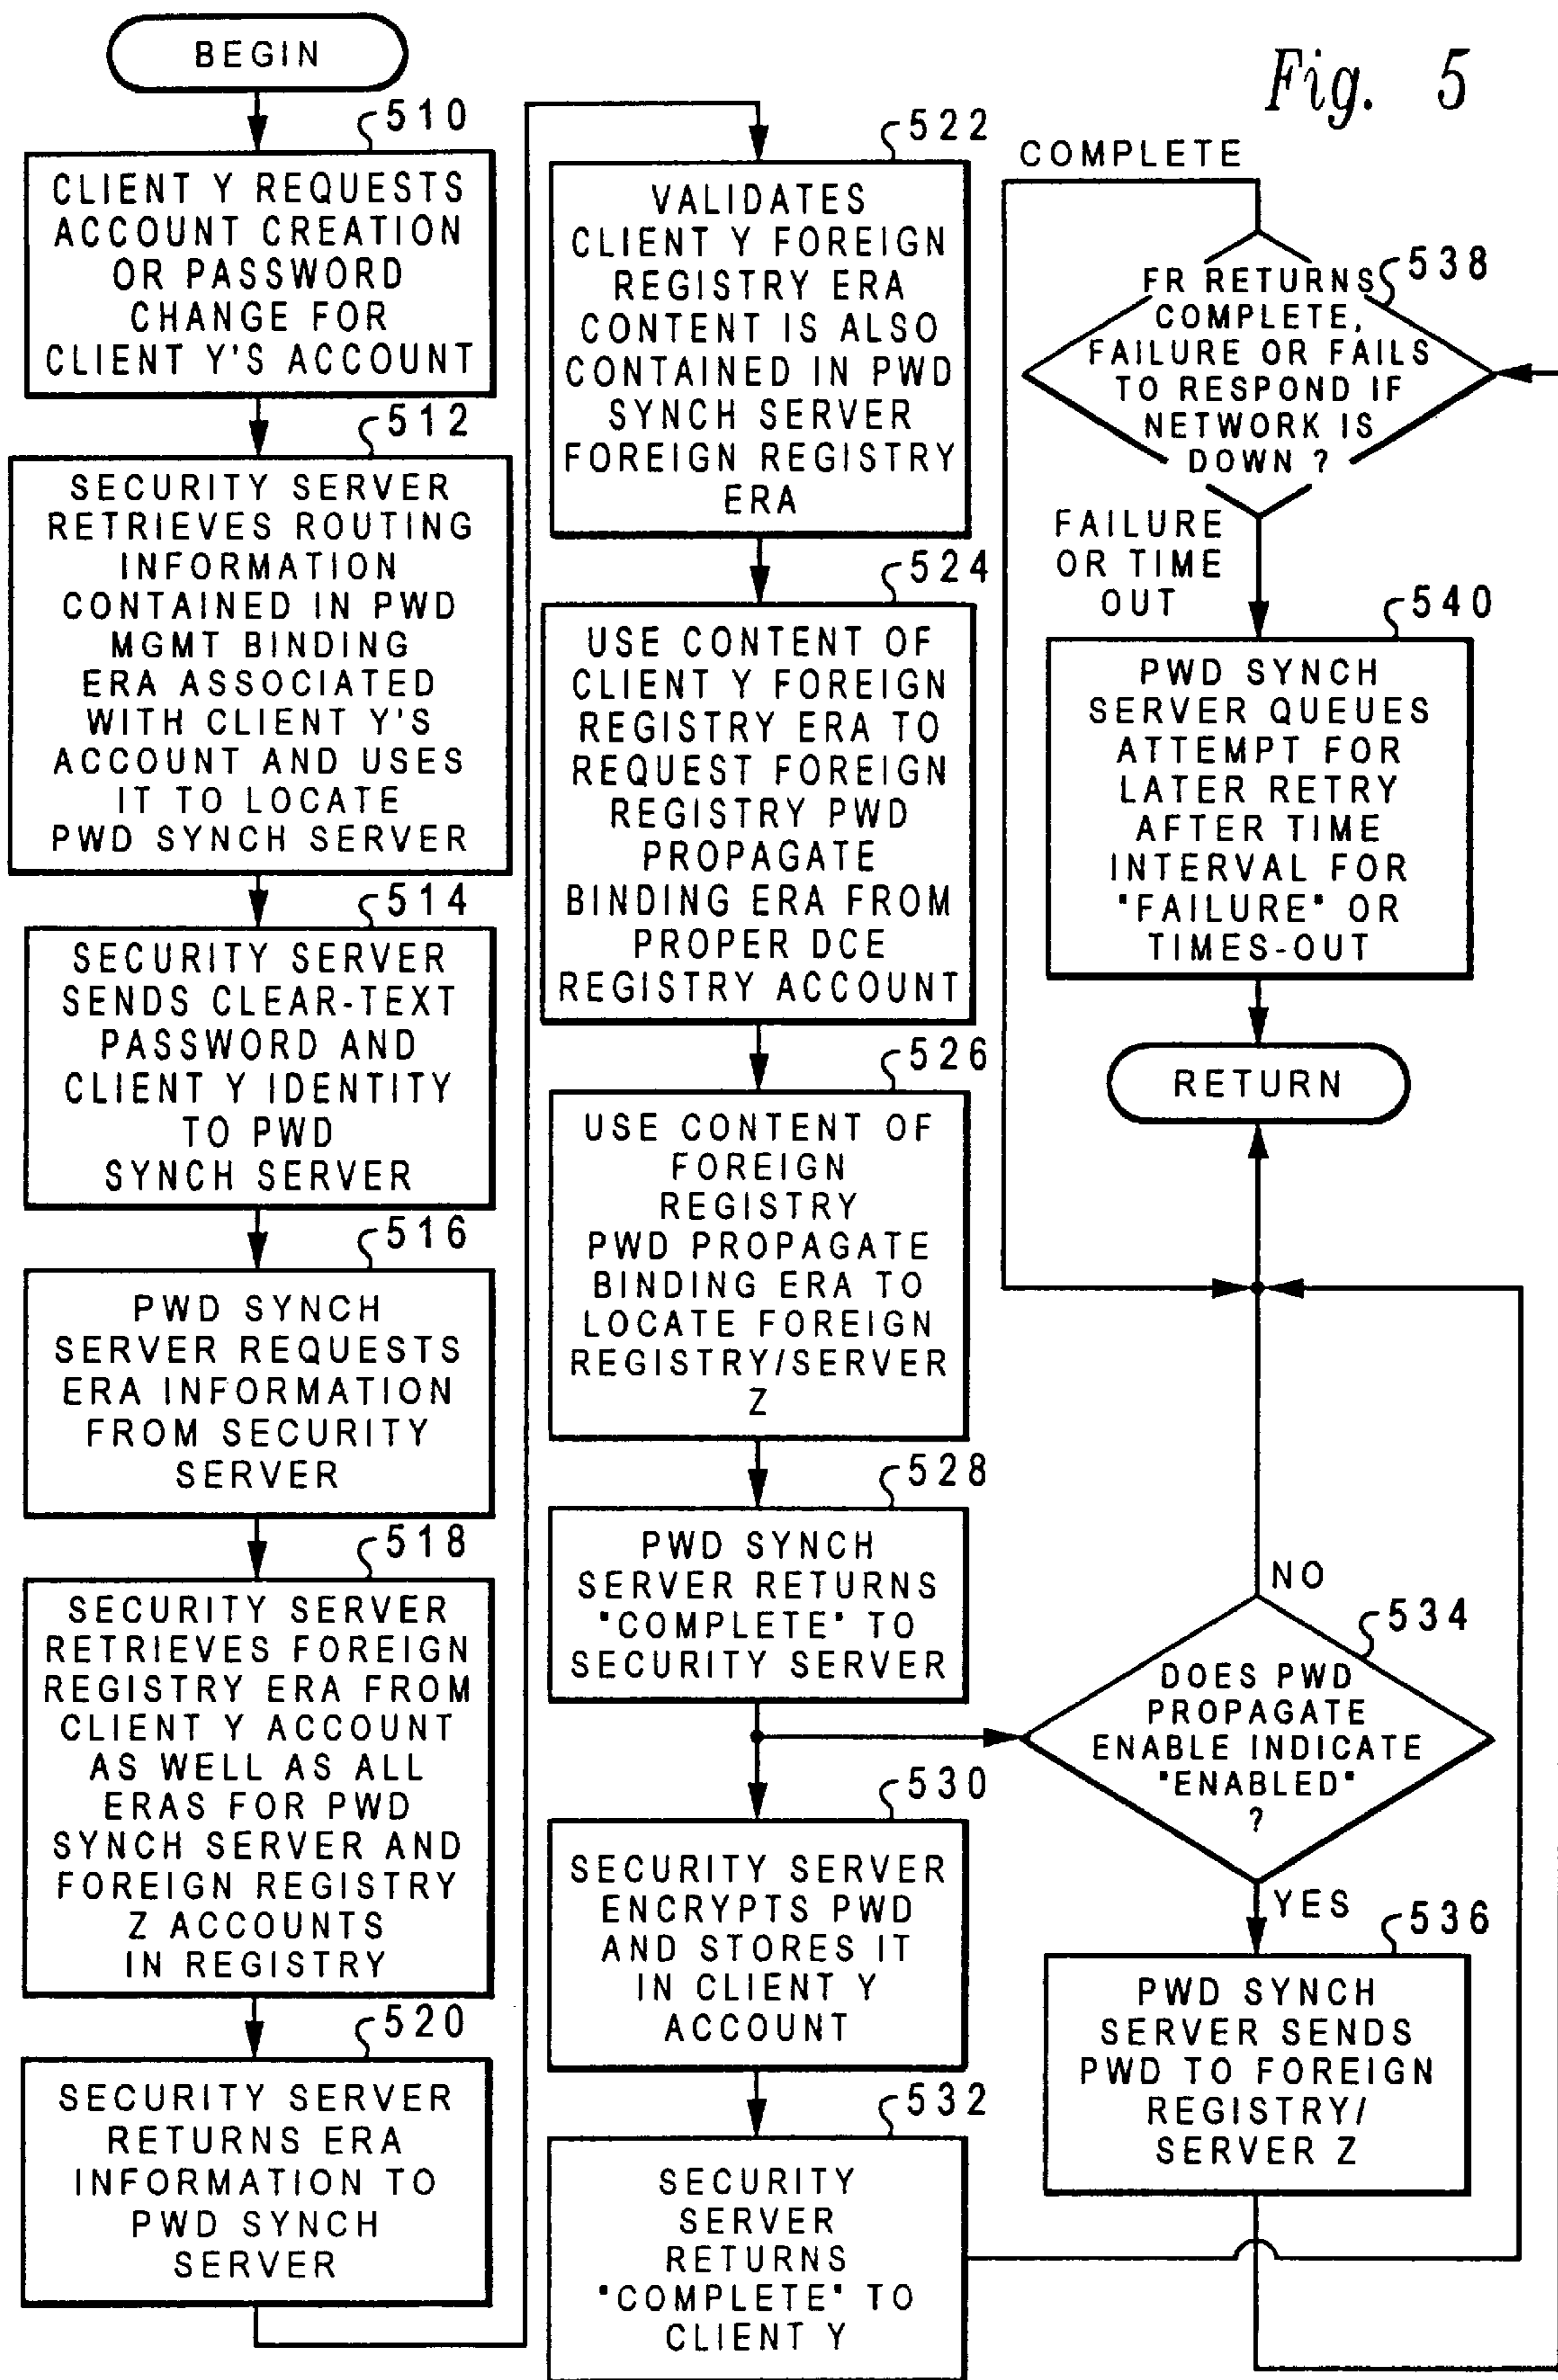 Fig. 5
BEGIN
510
CLIENT Y REQUESTS
ACCOUNT CREATION
OR PASSWORD
CHANGE FOR
CLIENT Y'S ACCOUNT
512
SECURITY SERVER
RETRIEVES ROUTING
INFORMATION
CONTAINED IN PWD
MGMT BINDING
ERA ASSOCIATED
WITH CLIENT Y'S
ACCOUNT AND USES
IT TO LOCATE
PWD SYNCH SERVER
514
SECURITY SERVER
SENDS CLEAR-TEXT
PASSWORD AND
CLIENT Y IDENTITY
TO PWD
SYNCH SERVER
516
PWD SYNCH
SERVER REQUESTS
ERA INFORMATION
FROM SECURITY
SERVER
518
SECURITY SERVER
RETRIEVES FOREIGN
REGISTRY ERA FROM
CLIENT Y ACCOUNT
AS WELL AS ALL
ERAS FOR PWD
SYNCH SERVER AND
FOREIGN REGISTRY
Z ACCOUNTS
IN REGISTRY
520
SECURITY SERVER
RETURNS ERA
INFORMATION TO
PWD SYNCH
SERVER
522
VALIDATES
CLIENT Y FOREIGN
REGISTRY ERA
CONTENT IS ALSO
CONTAINED IN PWD
SYNCH SERVER
FOREIGN REGISTRY
ERA
524
USE CONTENT OF
CLIENT Y FOREIGN
REGISTRY ERA TO
REQUEST FOREIGN
REGISTRY PWD
PROPAGATE
BINDING ERA FROM
PROPER DCE
REGISTRY ACCOUNT
526
USE CONTENT OF
FOREIGN
REGISTRY
PWD PROPAGATE
BINDING ERA TO
LOCATE FOREIGN
REGISTRY/SERVER
Z
528
PWD SYNCH
SERVER RETURNS
"COMPLETE" TO
SECURITY SERVER
530
SECURITY SERVER
ENCRYPTS PWD
AND STORES IT
IN CLIENT Y
ACCOUNT
532
SECURITY
SERVER
RETURNS
"COMPLETE" TO
CLIENT Y
COMPLETE
538
FR RETURNS
COMPLETE,
FAILURE OR FAILS
TO RESPOND IF
NETWORK IS
DOWN ?
FAILURE
OR TIME
OUT
540
PWD SYNCH
SERVER QUEUES
ATTEMPT FOR
LATER RETRY
AFTER TIME
INTERVAL FOR
"FAILURE" OR
TIMES-OUT
RETURN
NO
534
DOES PWD
PROPAGATE
ENABLE INDICATE
"ENABLED"
?
YES
536
PWD SYNCH
SERVER SENDS
PWD TO FOREIGN
REGISTRY/
SERVER Z